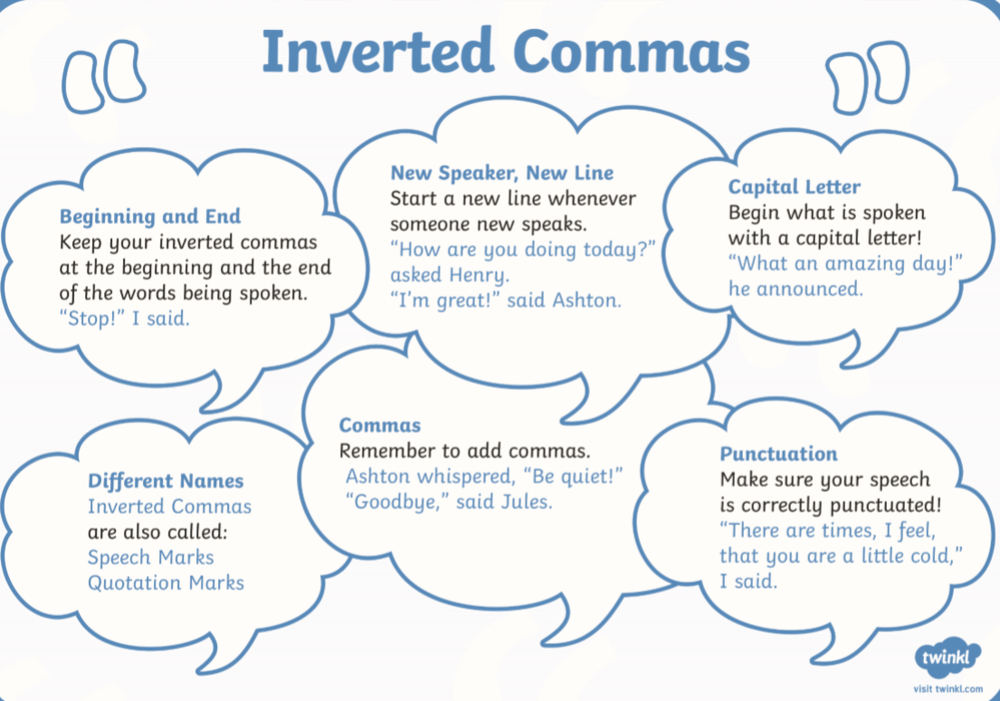 Inverted Commas
Beginning and End
Keep your inverted commas
at the beginning and the end
of the words being spoken.
“Stop!” I said.
New Speaker, New Line
Start a new line whenever
someone new speaks.
“How are you doing today?”
asked Henry.
“I’m great!” said Ashton.
Capital Letter
Begin what is spoken
with a capital letter!
“What an amazing day!”
he announced.
Different Names
Inverted Commas
are also called:
Speech Marks
Quotation Marks
Commas
Remember to add commas.
Ashton whispered, “Be quiet!”
“Goodbye,” said Jules.
Punctuation
Make sure your speech
is correctly punctuated!
“There are times, I feel,
that you are a little cold,”
I said.
twinkl
visit twinkl.com